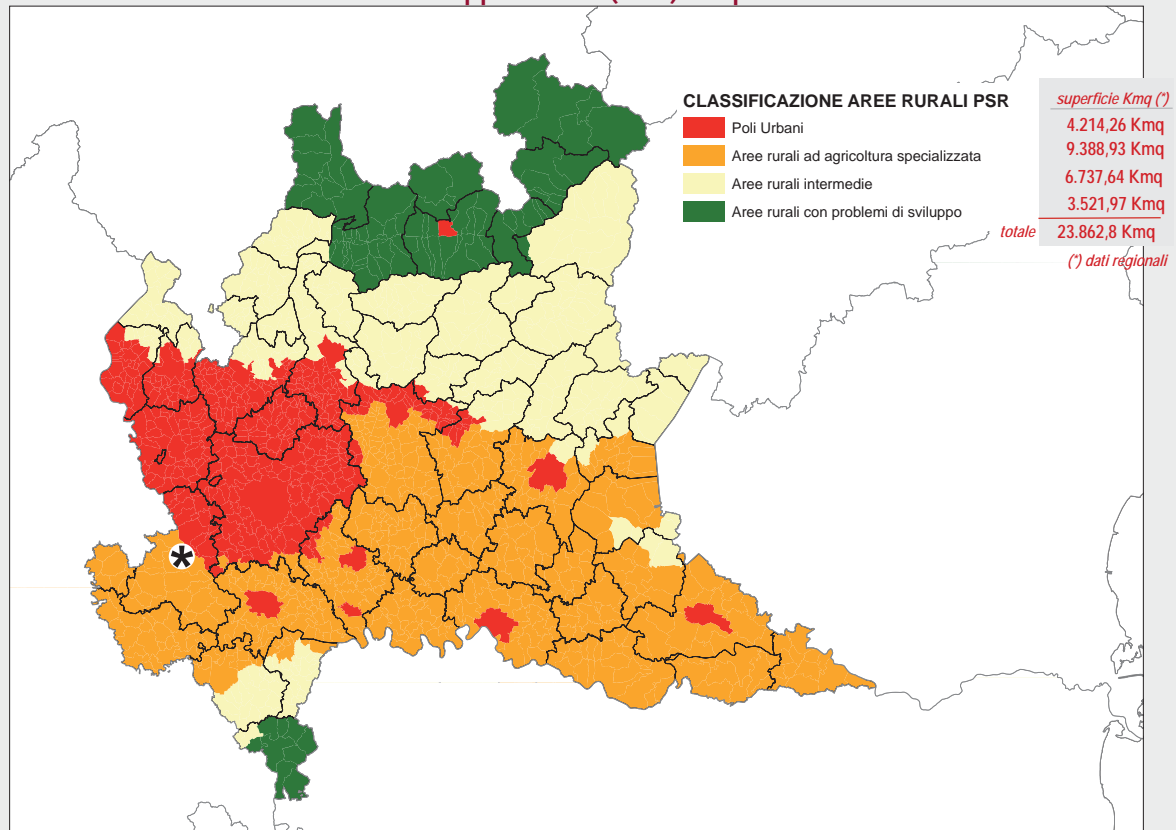 CLASSIFICAZIONE AREE RURALI PSR
superficie Kmq (*)
Poli Urbani
4.214,26 Kmq
Aree rurali ad agricoltura specializzata
9.388,93 Kmq
Aree rurali intermedie
6.737,64 Kmq
Aree rurali con problemi di sviluppo
3.521,97 Kmq
totale 23.862,8 Kmq
(*) dati regionali
*